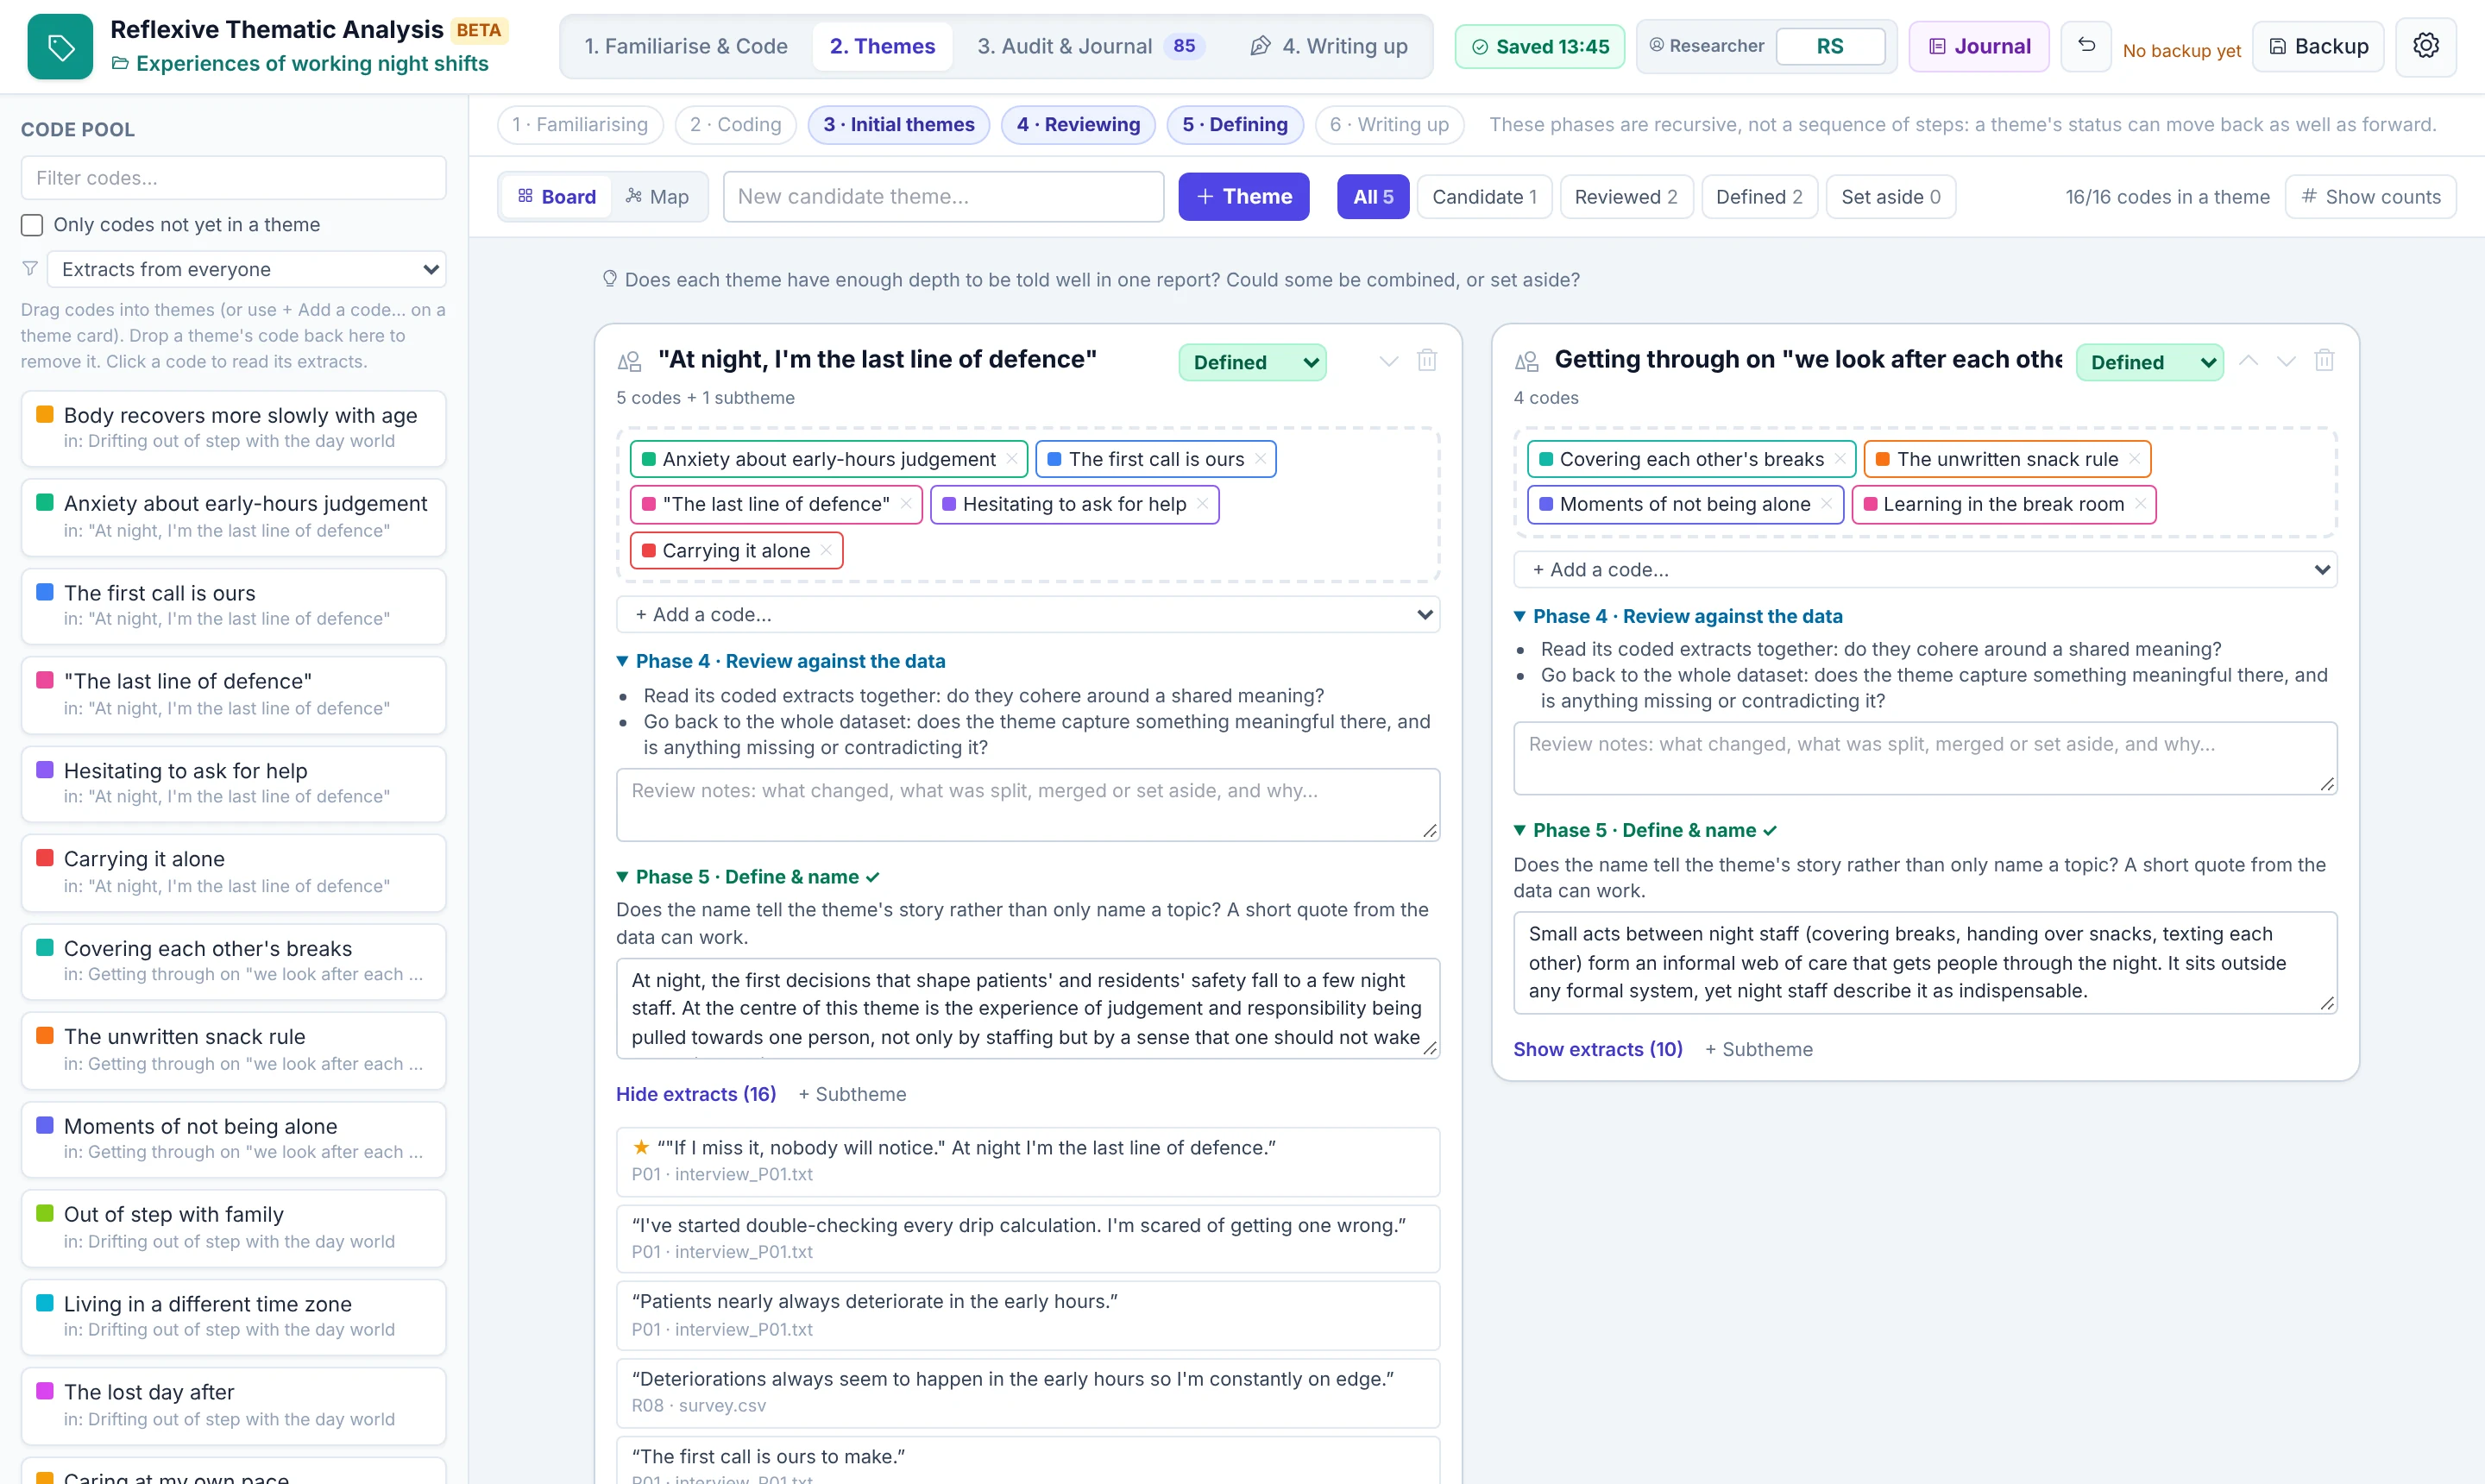 Reflexive Thematic Analysis BETA
Experiences of working night shifts
1. Familiarise & Code
2. Themes
3. Audit & Journal 85
4. Writing up
Saved 13:45
Researcher RS
Journal
No backup yet
Backup
CODE POOL
Filter codes...
Only codes not yet in a theme
Extracts from everyone
Drag codes into themes (or use + Add a code... on a
theme card). Drop a theme's code back here to
remove it. Click a code to read its extracts.
Body recovers more slowly with age
in: Drifting out of step with the day world
Anxiety about early-hours judgement
in: "At night, I'm the last line of defence"
The first call is ours
in: "At night, I'm the last line of defence"
"The last line of defence"
in: "At night, I'm the last line of defence"
Hesitating to ask for help
in: "At night, I'm the last line of defence"
Carrying it alone
in: "At night, I'm the last line of defence"
Covering each other's breaks
in: Getting through on "we look after each ...
The unwritten snack rule
in: Getting through on "we look after each ...
Moments of not being alone
in: Getting through on "we look after each ...
Out of step with family
in: Drifting out of step with the day world
Living in a different time zone
in: Drifting out of step with the day world
The lost day after
in: Drifting out of step with the day world
Caring at my own pace
1 · Familiarising
2 · Coding
3 · Initial themes
4 · Reviewing
5 · Defining
6 · Writing up
These phases are recursive, not a sequence of steps: a theme's status can move back as well as forward.
Board
Map
New candidate theme...
+ Theme
All 5
Candidate 1
Reviewed 2
Defined 2
Set aside 0
16/16 codes in a theme
# Show counts
Does each theme have enough depth to be told well in one report? Could some be combined, or set aside?
"At night, I'm the last line of defence"
Defined
5 codes + 1 subtheme
Anxiety about early-hours judgement ×
The first call is ours ×
"The last line of defence" ×
Hesitating to ask for help ×
Carrying it alone ×
+ Add a code...
Phase 4 · Review against the data
• Read its coded extracts together: do they cohere around a shared meaning?
• Go back to the whole dataset: does the theme capture something meaningful there, and
is anything missing or contradicting it?
Review notes: what changed, what was split, merged or set aside, and why...
Phase 5 · Define & name ✓
Does the name tell the theme's story rather than only name a topic? A short quote from the
data can work.
At night, the first decisions that shape patients' and residents' safety fall to a few night
staff. At the centre of this theme is the experience of judgement and responsibility being
pulled towards one person, not only by staffing but by a sense that one should not wake
Hide extracts (16)
+ Subtheme
★ “"If I miss it, nobody will notice." At night I'm the last line of defence.”
P01 · interview_P01.txt
“I've started double-checking every drip calculation. I'm scared of getting one wrong.”
P01 · interview_P01.txt
“Patients nearly always deteriorate in the early hours.”
P01 · interview_P01.txt
“Deteriorations always seem to happen in the early hours so I'm constantly on edge.”
R08 · survey.csv
“The first call is ours to make.”
P01 · interview_P01.txt
Getting through on "we look after each othe
Defined
4 codes
Covering each other's breaks ×
The unwritten snack rule ×
Moments of not being alone ×
Learning in the break room ×
+ Add a code...
Phase 4 · Review against the data
• Read its coded extracts together: do they cohere around a shared meaning?
• Go back to the whole dataset: does the theme capture something meaningful there, and
is anything missing or contradicting it?
Review notes: what changed, what was split, merged or set aside, and why...
Phase 5 · Define & name ✓
Does the name tell the theme's story rather than only name a topic? A short quote from the
data can work.
Small acts between night staff (covering breaks, handing over snacks, texting each
other) form an informal web of care that gets people through the night. It sits outside
any formal system, yet night staff describe it as indispensable.
Show extracts (10)
+ Subtheme